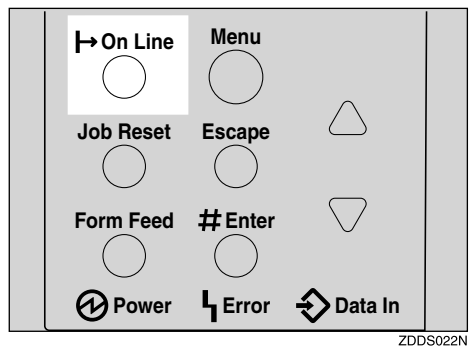 On Line Menu
Job Reset Escape
Form Feed # Enter
Power Error Data In
ZDDS022N